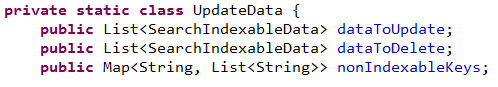 private static class UpdateData {
public List<SearchIndexableData> dataToUpdate;
public List<SearchIndexableData> dataToDelete;
public Map<String, List<String>> nonIndexableKeys;